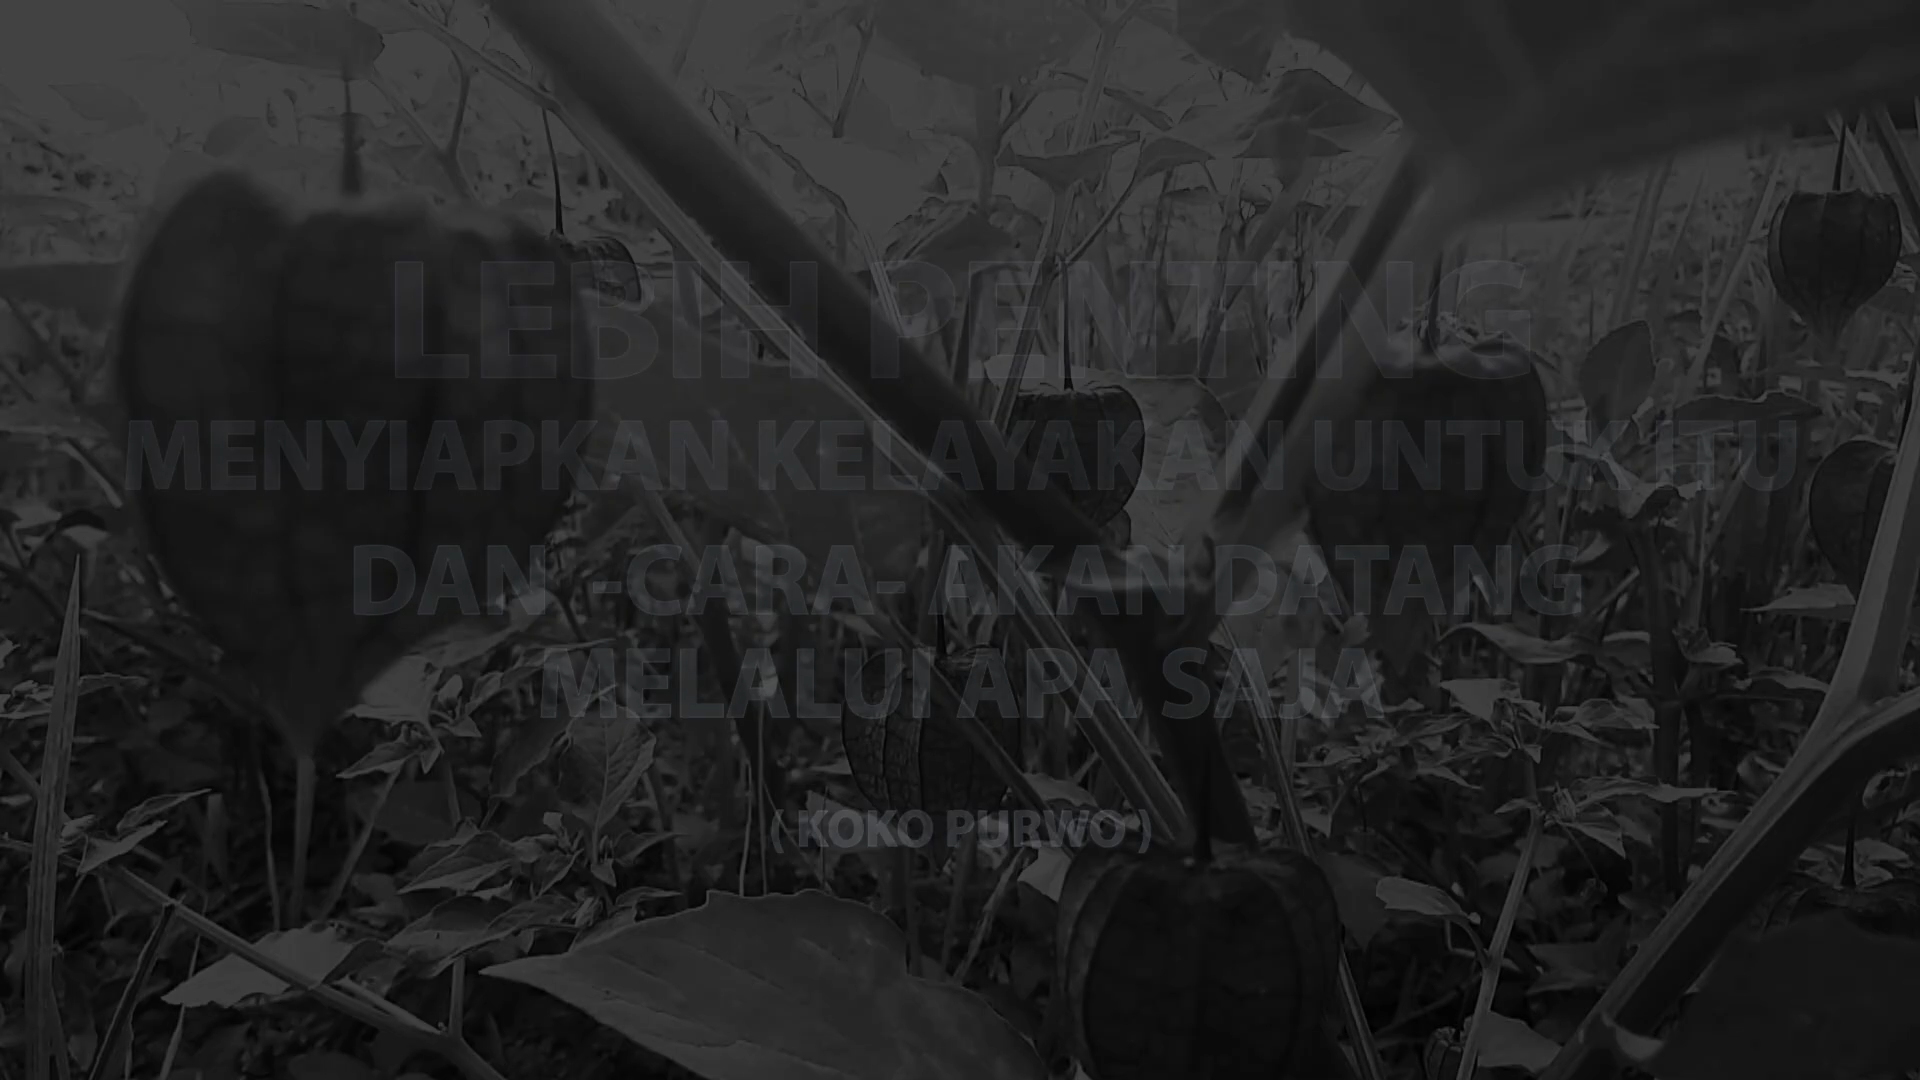 LEBIH PENTING
MENYIAPKAN KELAYAKAN UNTUK ITU
DAN -CARA- AKAN DATANG
MELALUI APA SAJA
( KOKO PURWO )